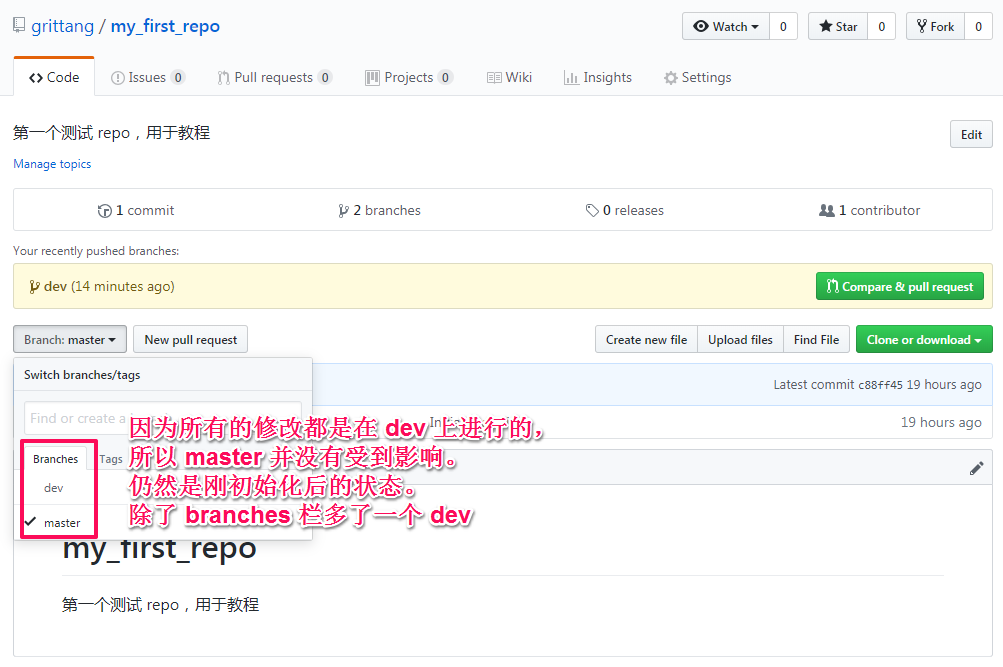 grittang / my_first_repo
Watch 0 Star 0 Fork 0
Code Issues 0 Pull requests 0 Projects 0 Wiki Insights Settings
第一个测试 repo，用于教程
Edit
Manage topics
1 commit 2 branches 0 releases 1 contributor
Your recently pushed branches:
dev (14 minutes ago) Compare & pull request
Branch: master New pull request Create new file Upload files Find File Clone or download
Switch branches/tags
Latest commit c88ff45 19 hours ago
Find or create a
19 hours ago
因为所有的修改都是在 dev 上进行的，
Branches Tags
所以 master 并没有受到影响。
dev
仍然是刚初始化后的状态。
master
除了 branches 栏多了一个 dev
my_first_repo
第一个测试 repo，用于教程